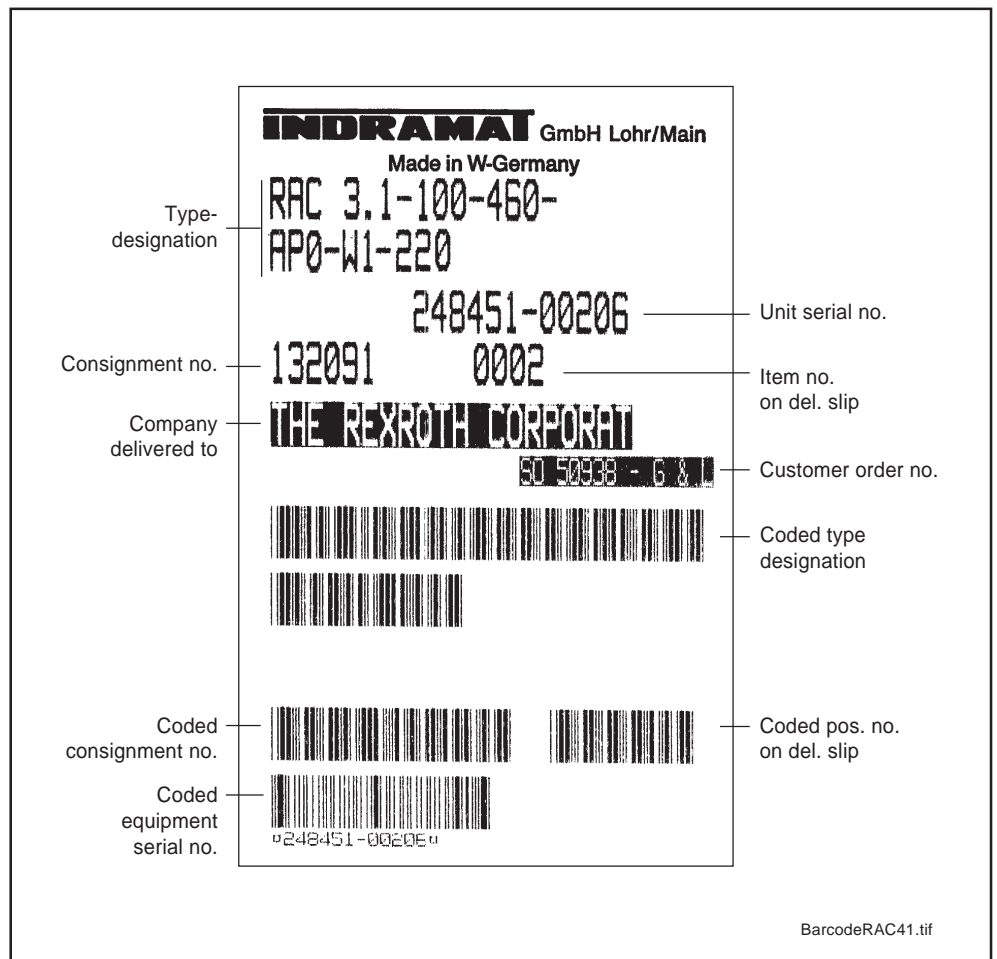 INDRAMAT GmbH Lohr/Main
Made in W-Germany
Type-
designation
RAC 3.1-100-460-
AP0-W1-220
248451-00206
Unit serial no.
Consignment no.
132091 0002
Item no.
on del. slip
Company
delivered to
THE REXROTH CORPORAT
SO 50938 - G & L
Customer order no.
Coded type
designation
Coded
consignment no.
Coded pos. no.
on del. slip
Coded
equipment
serial no.
¤248451-00206¤
BarcodeRAC41.tif